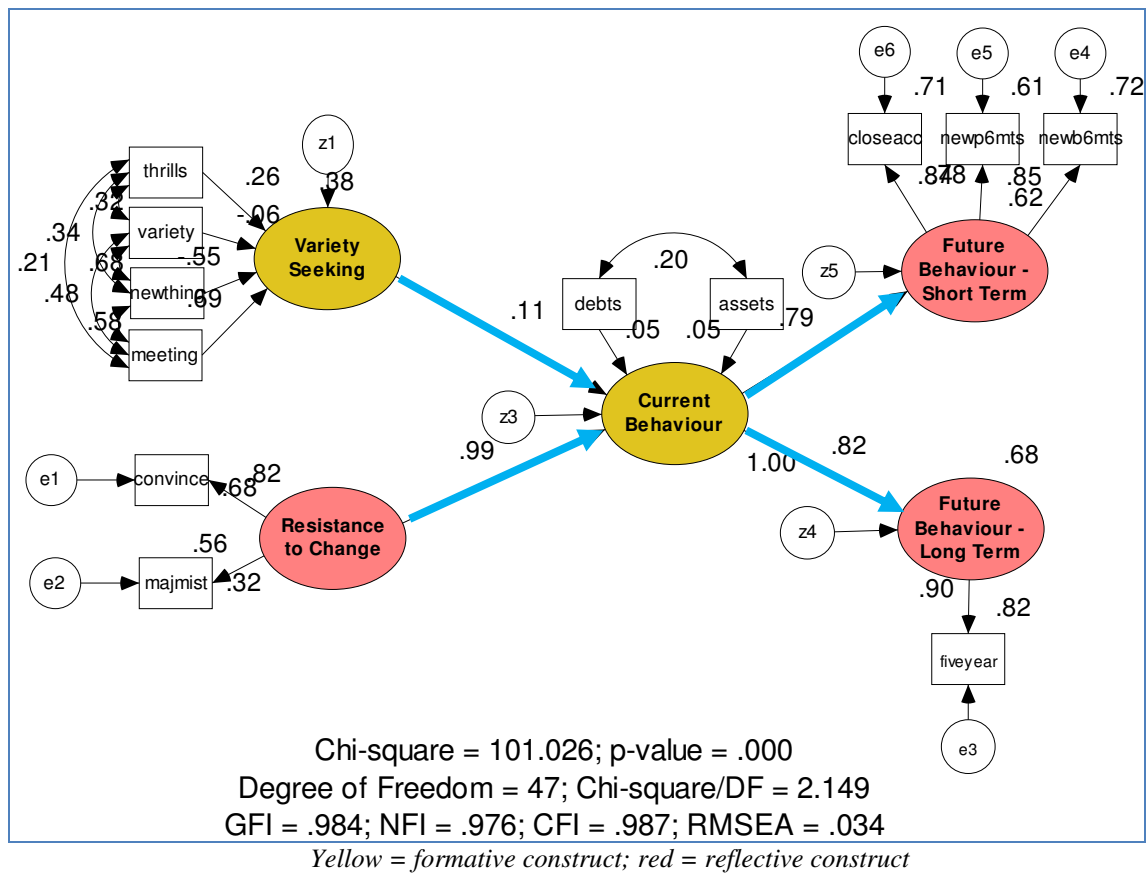 e6
e5
e4
.71
.61
.72
closeacc
newp6mts
newb6mts
.84
.78
.85
.62
z1
.38
thrills
variety
newthing
meeting
.26
-.06
-.55
.69
.32
.34
.21
.68
.48
.58
Variety
Seeking
Future
Behaviour -
Short Term
z5
.20
debts
assets
.05
.05
.79
.11
z3
Current
Behaviour
.99
1.00
.82
.68
e1
convince
.68
.82
Resistance
to Change
.56
.32
e2
majmist
z4
Future
Behaviour -
Long Term
.90
.82
fiveyear
e3
Chi-square = 101.026; p-value = .000
Degree of Freedom = 47; Chi-square/DF = 2.149
GFI = .984; NFI = .976; CFI = .987; RMSEA = .034
Yellow = formative construct; red = reflective construct